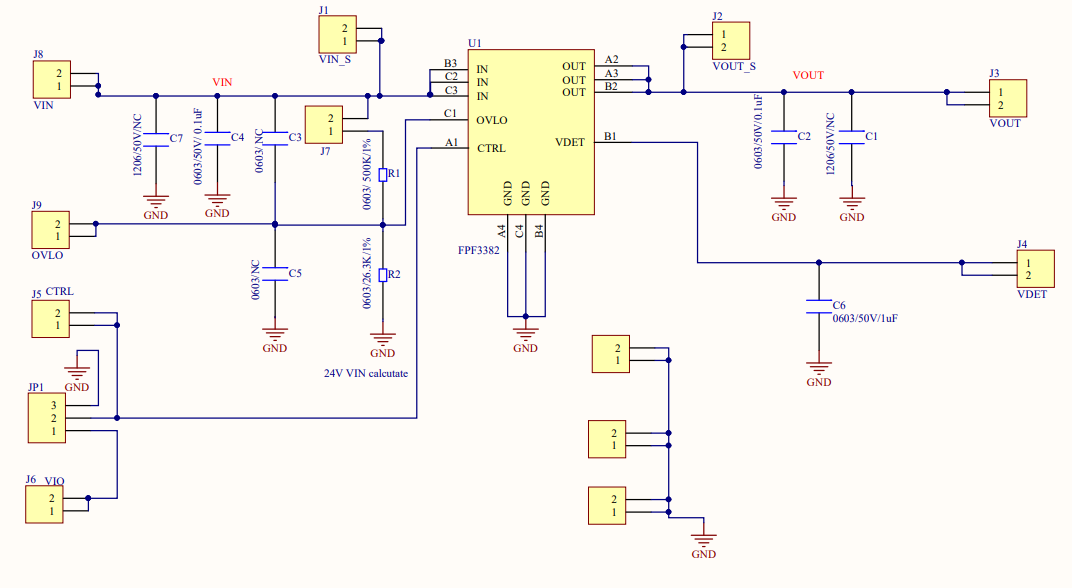 J1
2
1
VIN_S
J2
1
2
VOUT_S
U1
J8
2
1
VIN
VIN
B3
C2
C3
IN
IN
IN
OUT
OUT
OUT
A2
A3
B2
VOUT
J3
1
2
VOUT
1206/50V/NC
C7
0603/50V/ 0.1uF
C4
0603/ NC
C3
2
1
J7
C1
OVLO
A1
CTRL
VDET
B1
0603/50V/0.1uF
C2
1206/50V/NC
C1
GND
GND
GND
GND
0603/ 500K/1%
R1
GND
GND
GND
A4
C4
B4
FPF3382
J9
2
1
OVLO
0603/NC
C5
0603/26.3K/1%
R2
J4
1
2
VDET
J5
CTRL
2
1
C6
0603/50V/1uF
GND
GND
GND
24V VIN calcutate
GND
GND
JP1
3
2
1
2
1
2
1
J6
VIO
2
1
2
1
GND